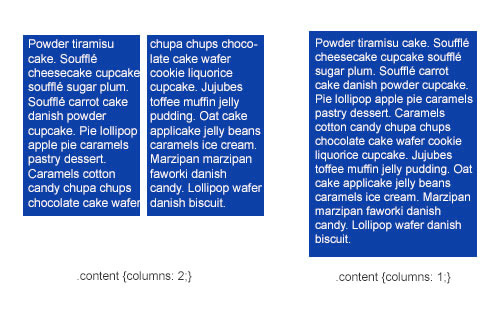 Powder tiramisu
cake. Soufflé
cheesecake cupcake
soufflé sugar plum.
Soufflé carrot cake
danish powder
cupcake. Pie lollipop
apple pie caramels
pastry dessert.
Caramels cotton
candy chupa chups
chocolate cake wafer
chupa chups choco-
late cake wafer
cookie liquorice
cupcake. Jujubes
toffee muffin jelly
pudding. Oat cake
applicake jelly beans
caramels ice cream.
Marzipan marzipan
faworki danish
candy. Lollipop wafer
danish biscuit.
.content {columns: 2;}
Powder tiramisu cake. Soufflé
cheesecake cupcake soufflé
sugar plum. Soufflé carrot
cake danish powder cupcake.
Pie lollipop apple pie caramels
pastry dessert. Caramels
cotton candy chupa chups
chocolate cake wafer cookie
liquorice cupcake. Jujubes
toffee muffin jelly pudding. Oat
cake applicake jelly beans
caramels ice cream. Marzipan
marzipan faworki danish
candy. Lollipop wafer danish
biscuit.
.content {columns: 1;}